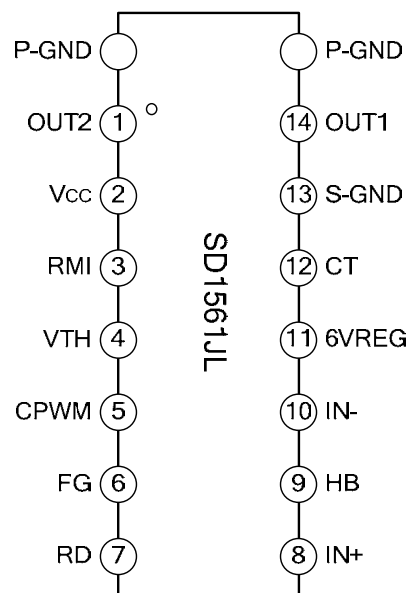 P-GND P-GND
OUT2 1 14 OUT1
Vcc 2 13 S-GND
RMI 3 12 CT
VTH 4 11 6VREG
CPWM 5 10 IN-
FG 6 9 HB
RD 7 8 IN+
SD1561JL